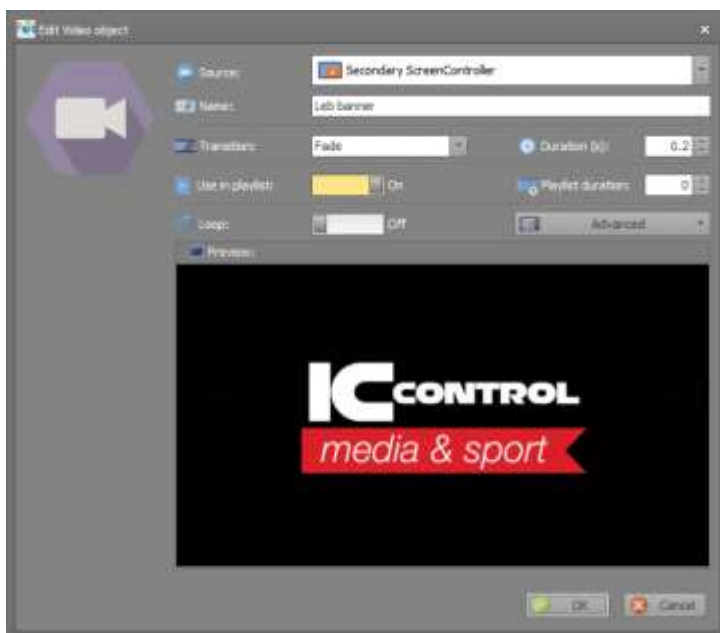 Edit Video object
Source: Secondary ScreenController
Name: Leb banner
Transition: Fade Duration (s): 0.2
Use in playlist: On Playlist duration: 0
Loop: Off Advanced
Preview:
IC CONTROL
media & sport
OK Cancel